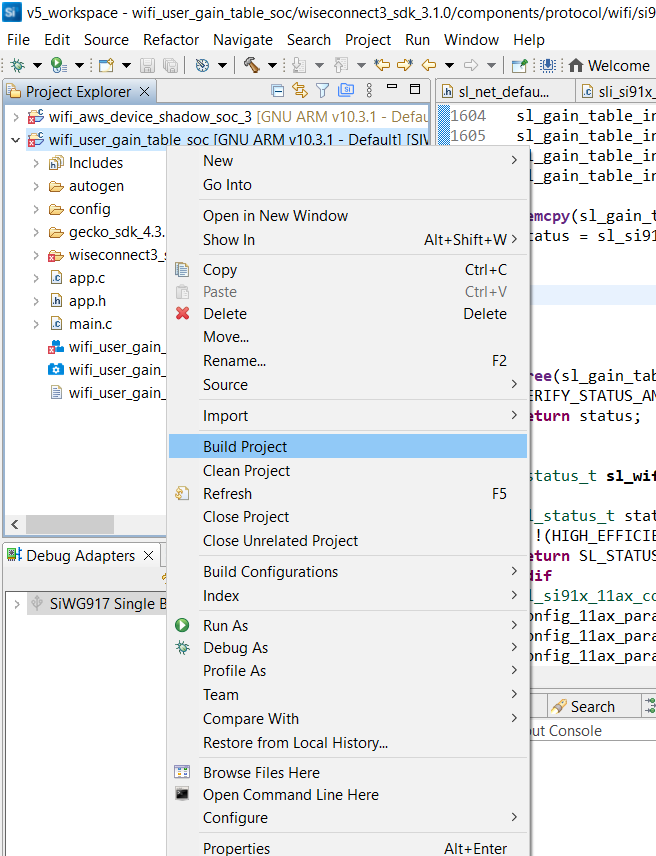 Si v5_workspace - wifi_user_gain_table_soc/wiseconnect3_sdk_3.1.0/components/protocol/wifi/si9
File Edit Source Refactor Navigate Search Project Run Window Help
Welcome
Project Explorer
wifi_aws_device_shadow_soc_3 [GNU ARM v10.3.1 - Defau
wifi_user_gain_table_soc [GNU ARM v10.3.1 - Default] [SIW
Includes
autogen
config
gecko_sdk_4.3.
wiseconnect3_s
app.c
app.h
main.c
wifi_user_gain_
wifi_user_gain_
wifi_user_gain_
Debug Adapters
SiWG917 Single B
New
Go Into
Open in New Window
Show In Alt+Shift+W
Copy Ctrl+C
Paste Ctrl+V
Delete Delete
Move...
Rename... F2
Source
Import
Build Project
Clean Project
Refresh F5
Close Project
Close Unrelated Project
Build Configurations
Index
Run As
Debug As
Profile As
Team
Compare With
Restore from Local History...
Browse Files Here
Open Command Line Here
Configure
Properties Alt+Enter
sl_net_defau... sli_si91x_
1604 sl_gain_table_in
1605 sl_gain_table_in
l_gain_table_in
l_gain_table_in
emcpy(sl_gain_t
tatus = sl_si91
ree(sl_gain_tab
ERIFY_STATUS_AN
eturn status;
status_t sl_wif
l_status_t stat
!(HIGH_EFFICIE
eturn SL_STATUS
dif
l_si91x_11ax_co
onfig_11ax_para
onfig_11ax_para
onfig_11ax_para
Search
ut Console